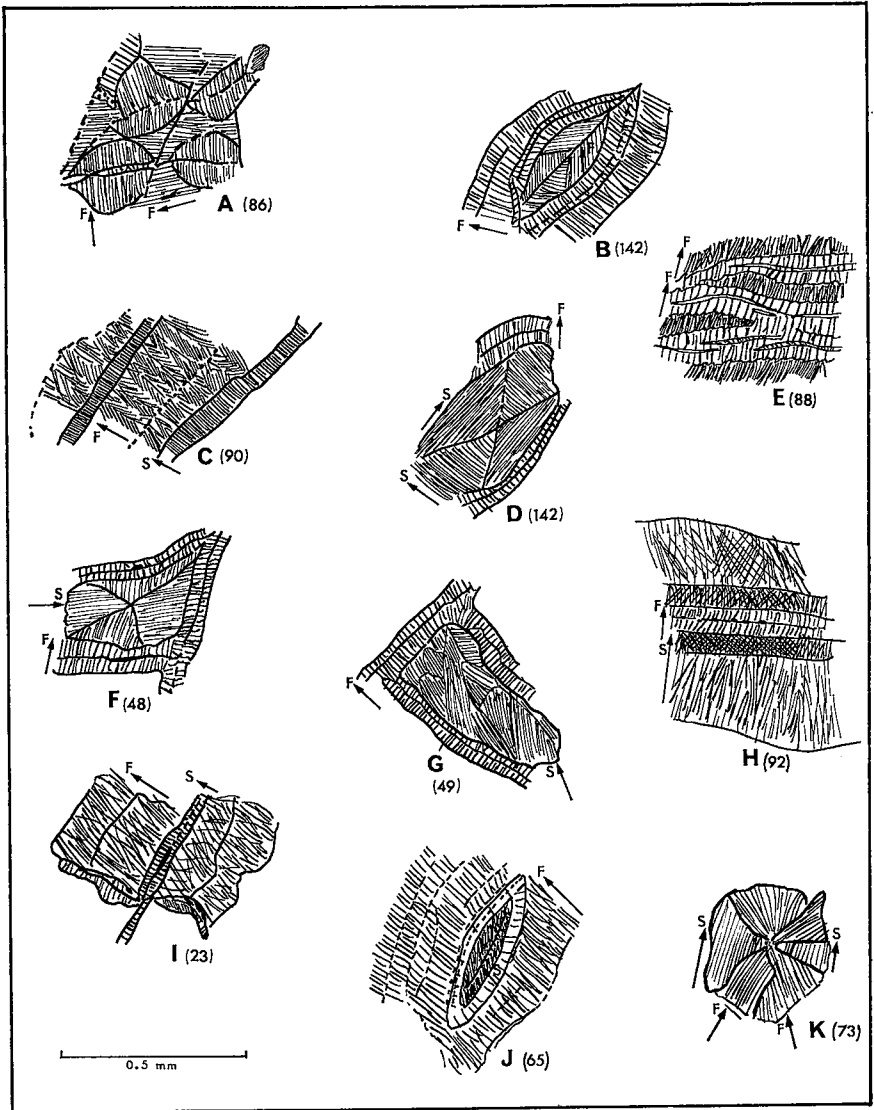 F
F
A (86)
F
B (142)
F
F
E (88)
F
S
C (90)
F
S
S
D (142)
S
F
F (48)
F
S
G
(49)
F
S
H (92)
F
S
I (23)
F
J (65)
S
S
F
F
K (73)
0.5 mm